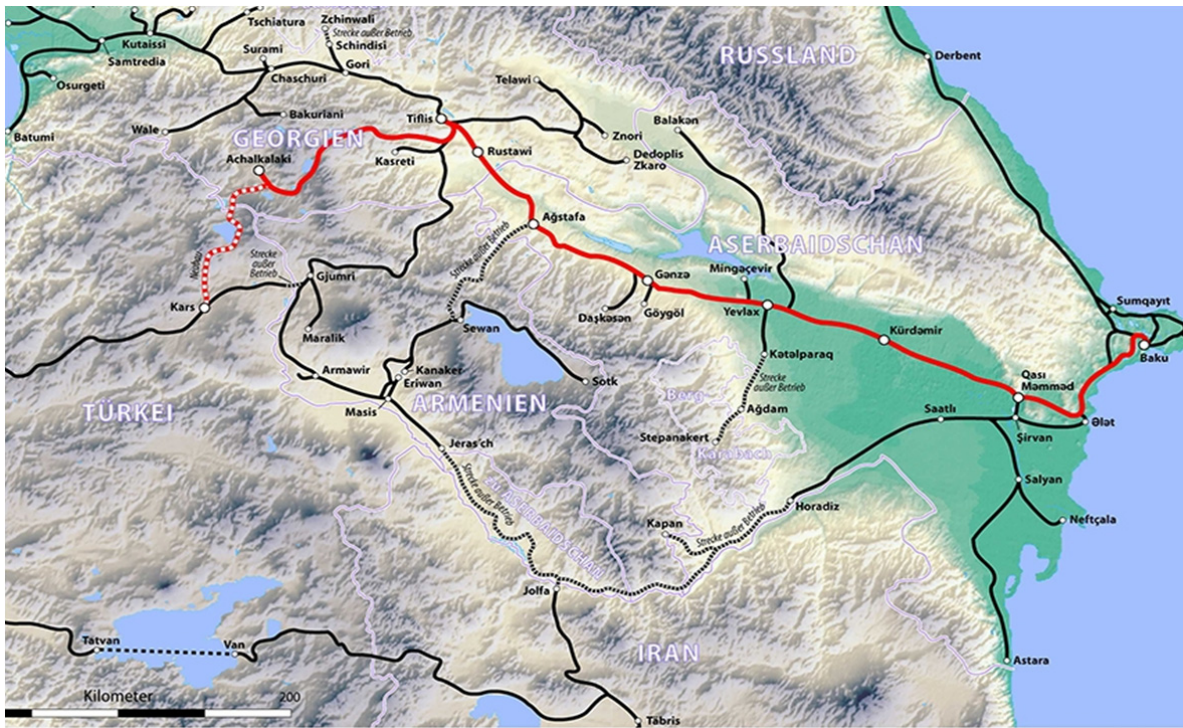 Tschiatura
Zchinwali
Strecke außer Betrieb
Schindisi
Kutaissi
Samtredia
Surami
Gori
Chaschuri
Osurgeti
Batumi
Wale
Bakuriani
GEORGIEN
Achalkalaki
Tiflis
Kasreti
Rustawi
Telawi
Znori
Dedoplis
Zkaro
Balakən
RUSSLAND
Derbent
Ağstafa
ASERBAIDSCHAN
Mingəçevir
Gəncə
Daşkəsən
Göygöl
Yevlax
Kürdəmir
Sumqayıt
Baku
Strecke
außer
Betrieb
Neubau
Gjumri
Kars
Maralik
Strecke außer Betrieb
Sewan
Sotk
Kanaker
Eriwan
Armawir
Masis
ARMENIEN
TÜRKEI
Kətəlparaq
Strecke
außer Betrieb
Berg
Ağdam
Stepanakert
Karabach
Qası
Məmməd
Saatlı
Şirvan
Ələt
Salyan
Neftçala
Jeras‘ch
Strecke außer Betrieb
ASERBAIDSCHAN
Kapan
Strecke außer Betrieb
Horadiz
Jolfa
IRAN
Astara
Tatvan
Van
Täbris
Kilometer
200